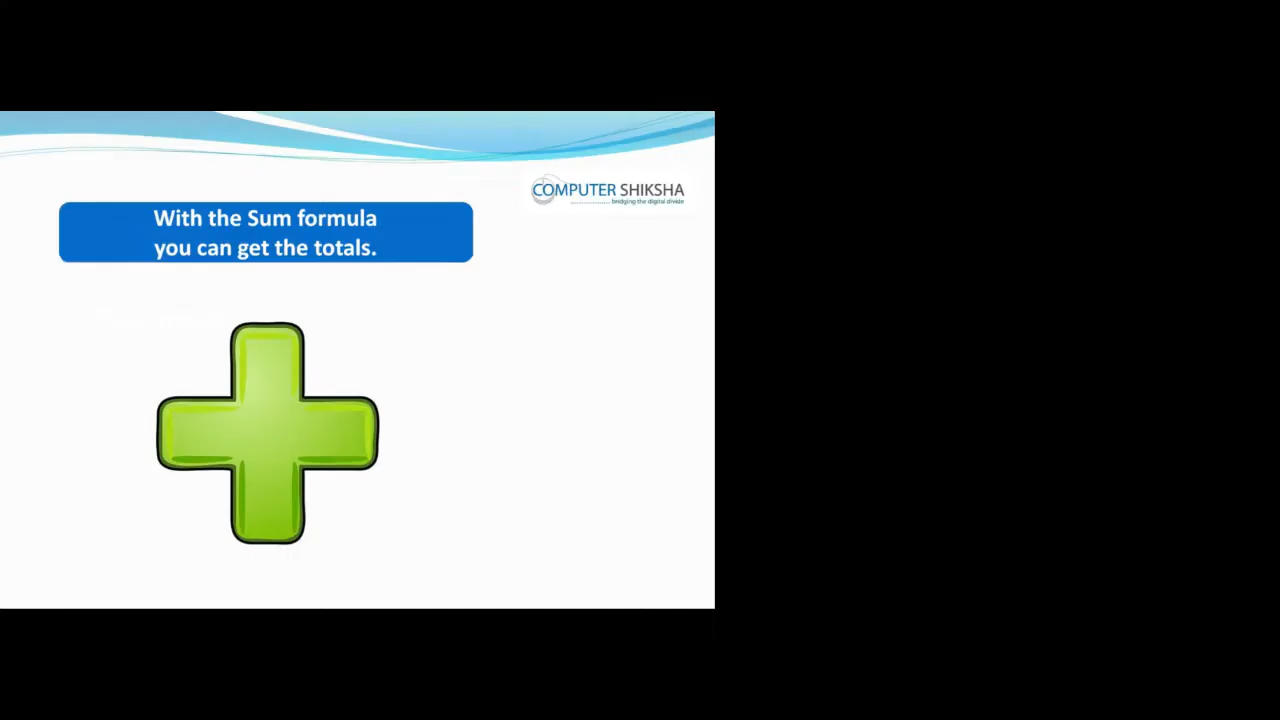 COMPUTER SHIKSHA
bridging the digital divide
With the Sum formula
you can get the totals.